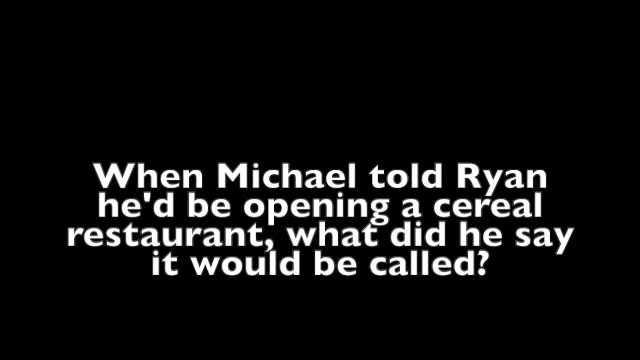 When Michael told Ryan
he'd be opening a cereal
restaurant, what did he say
it would be called?